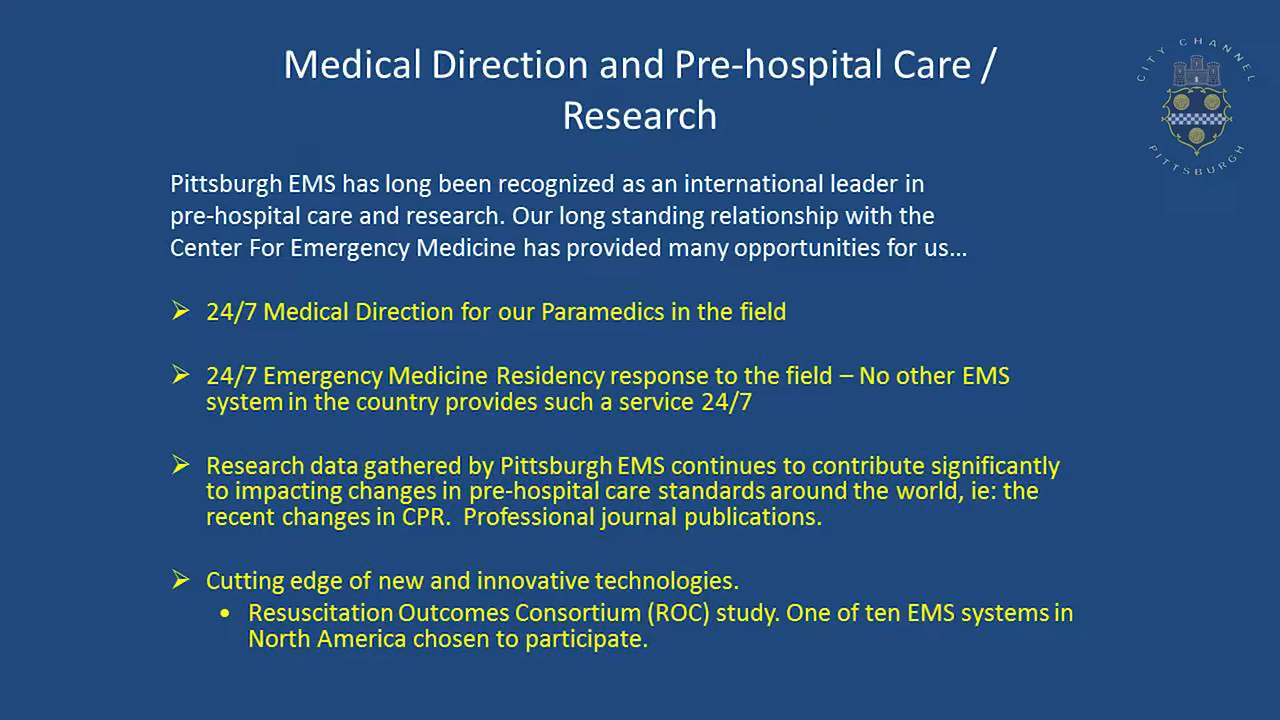 Medical Direction and Pre-hospital Care /
Research
CITY CHANNEL
PITTSBURGH
Pittsburgh EMS has long been recognized as an international leader in
pre-hospital care and research. Our long standing relationship with the
Center For Emergency Medicine has provided many opportunities for us…
➢ 24/7 Medical Direction for our Paramedics in the field
➢ 24/7 Emergency Medicine Residency response to the field – No other EMS
system in the country provides such a service 24/7
➢ Research data gathered by Pittsburgh EMS continues to contribute significantly
to impacting changes in pre-hospital care standards around the world, ie: the
recent changes in CPR.  Professional journal publications.
➢ Cutting edge of new and innovative technologies.
• Resuscitation Outcomes Consortium (ROC) study. One of ten EMS systems in
North America chosen to participate.